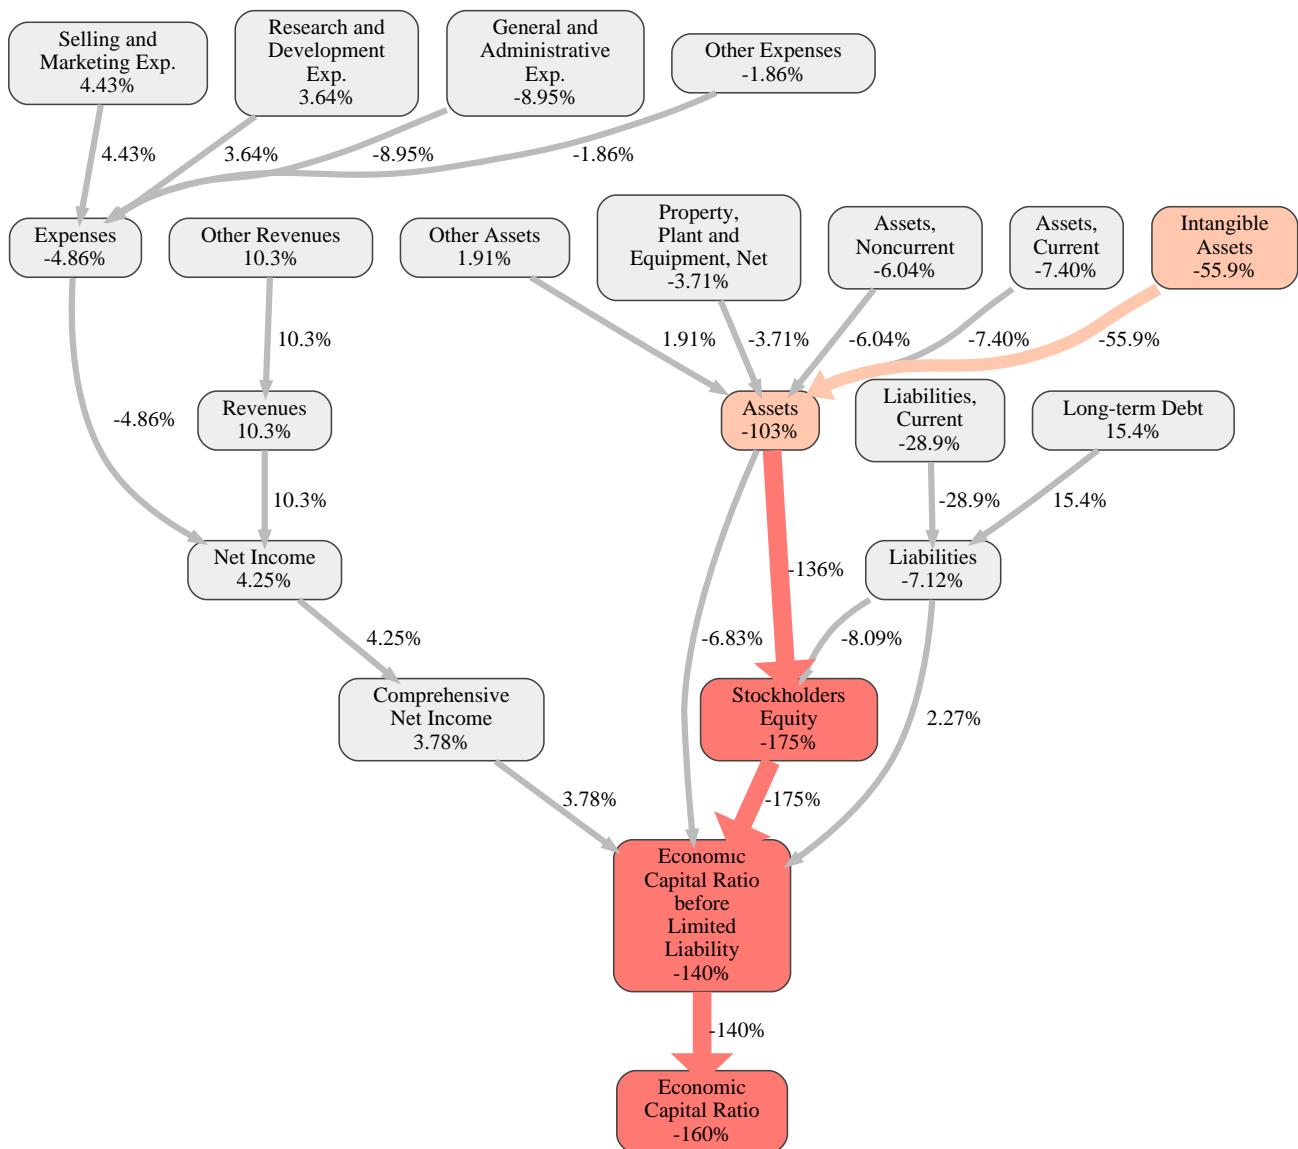 Selling and
Marketing Exp.
4.43%
Research and
Development
Exp.
3.64%
General and
Administrative
Exp.
-8.95%
Other Expenses
-1.86%
4.43%
3.64%
-8.95%
-1.86%
Expenses
-4.86%
Other Revenues
10.3%
Other Assets
1.91%
Property,
Plant and
Equipment, Net
-3.71%
Assets,
Noncurrent
-6.04%
Assets,
Current
-7.40%
Intangible
Assets
-55.9%
10.3%
1.91%
-3.71%
-6.04%
-7.40%
-55.9%
-4.86%
Revenues
10.3%
Assets
-103%
Liabilities,
Current
-28.9%
Long-term Debt
15.4%
10.3%
-28.9%
15.4%
Net Income
4.25%
-136%
Liabilities
-7.12%
4.25%
-6.83%
-8.09%
Comprehensive
Net Income
3.78%
Stockholders
Equity
-175%
2.27%
3.78%
-175%
Economic
Capital Ratio
before
Limited
Liability
-140%
-140%
Economic
Capital Ratio
-160%